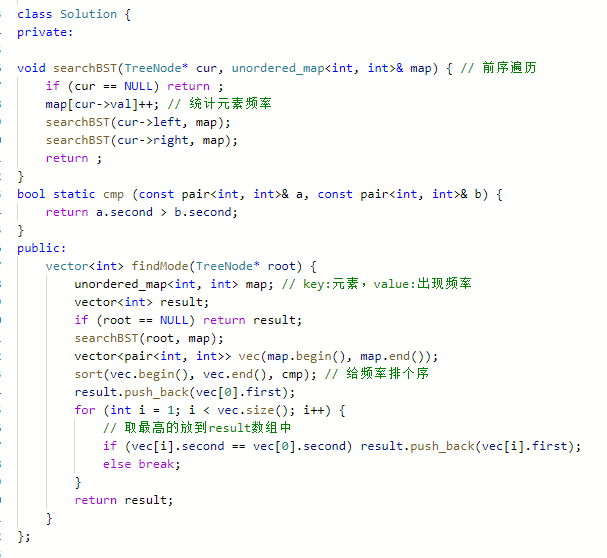 class Solution {
private:
void searchBST(TreeNode* cur, unordered_map<int, int>& map) { // 前序遍历
if (cur == NULL) return ;
map[cur->val]++; // 统计元素频率
searchBST(cur->left, map);
searchBST(cur->right, map);
return ;
}
bool static cmp (const pair<int, int>& a, const pair<int, int>& b) {
return a.second > b.second;
}
public:
vector<int> findMode(TreeNode* root) {
unordered_map<int, int> map; // key:元素，value:出现频率
vector<int> result;
if (root == NULL) return result;
searchBST(root, map);
vector<pair<int, int>> vec(map.begin(), map.end());
sort(vec.begin(), vec.end(), cmp); // 给频率排个序
result.push_back(vec[0].first);
for (int i = 1; i < vec.size(); i++) {
// 取最高的放到result数组中
if (vec[i].second == vec[0].second) result.push_back(vec[i].first);
else break;
}
return result;
}
};